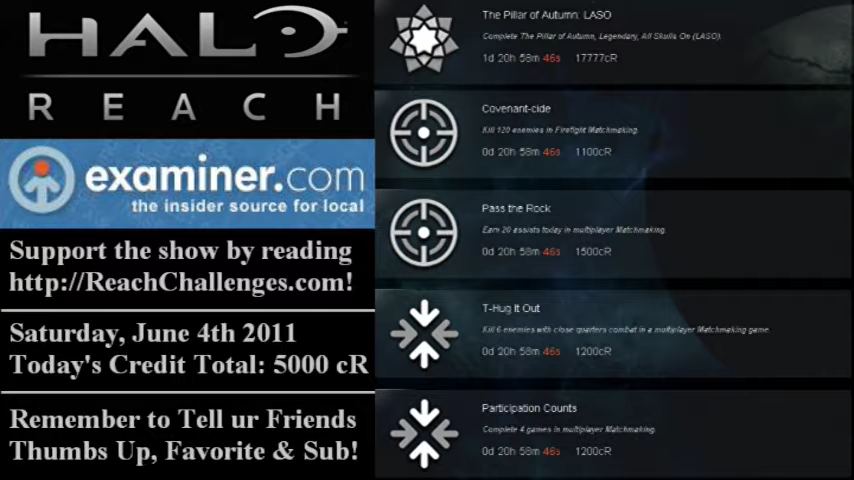 HALO
REACH
examiner.com
the insider source for local
Support the show by reading
http://ReachChallenges.com!
Saturday, June 4th 2011
Today's Credit Total: 5000 cR
Remember to Tell ur Friends
Thumbs Up, Favorite & Sub!
The Pillar of Autumn: LASO
Complete The Pillar of Autumn, Legendary, All Skulls On (LASO).
1d 20h 58m 46s 17777cR
Covenant-cide
Kill 120 enemies in Firefight Matchmaking.
0d 20h 58m 46s 1100cR
Pass the Rock
Earn 20 assists today in multiplayer Matchmaking.
0d 20h 58m 46s 1500cR
T-Hug It Out
Kill 6 enemies with close quarters combat in a multiplayer Matchmaking game.
0d 20h 58m 46s 1200cR
Participation Counts
Complete 4 games in multiplayer Matchmaking.
0d 20h 58m 46s 1200cR